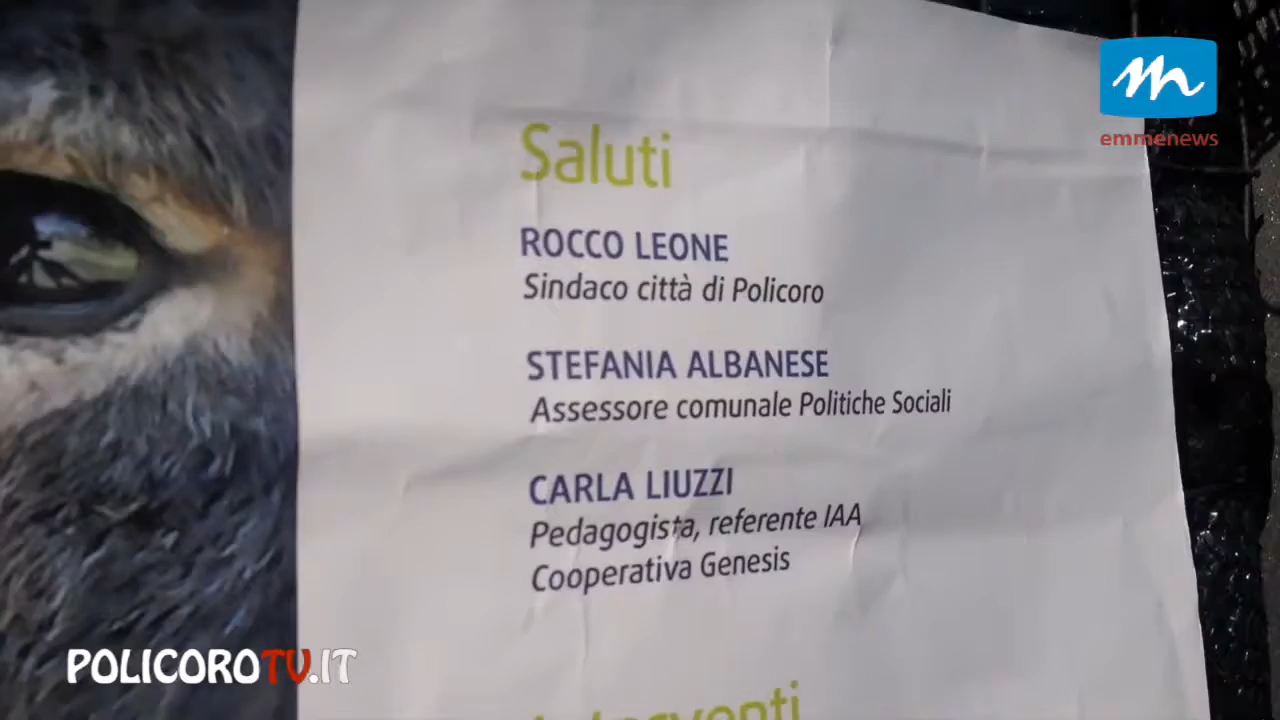 emmenews
Saluti
ROCCO LEONE
Sindaco città di Policoro
STEFANIA ALBANESE
Assessore comunale Politiche Sociali
CARLA LIUZZI
Pedagogista, referente IAA
Cooperativa Genesis
Interventi
POLICOROTV.IT